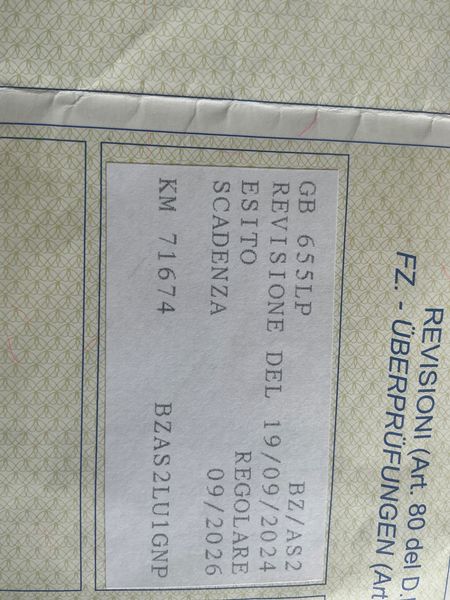 REVISIONI (Art. 80 del D.
FZ. - ÜBERPRÜFUNGEN (Art
GB 655LP BZ/AS2
REVISIONE DEL 19/09/2024
ESITO REGOLARE
SCADENZA 09/2026
KM 71674 BZAS2LU1GNP